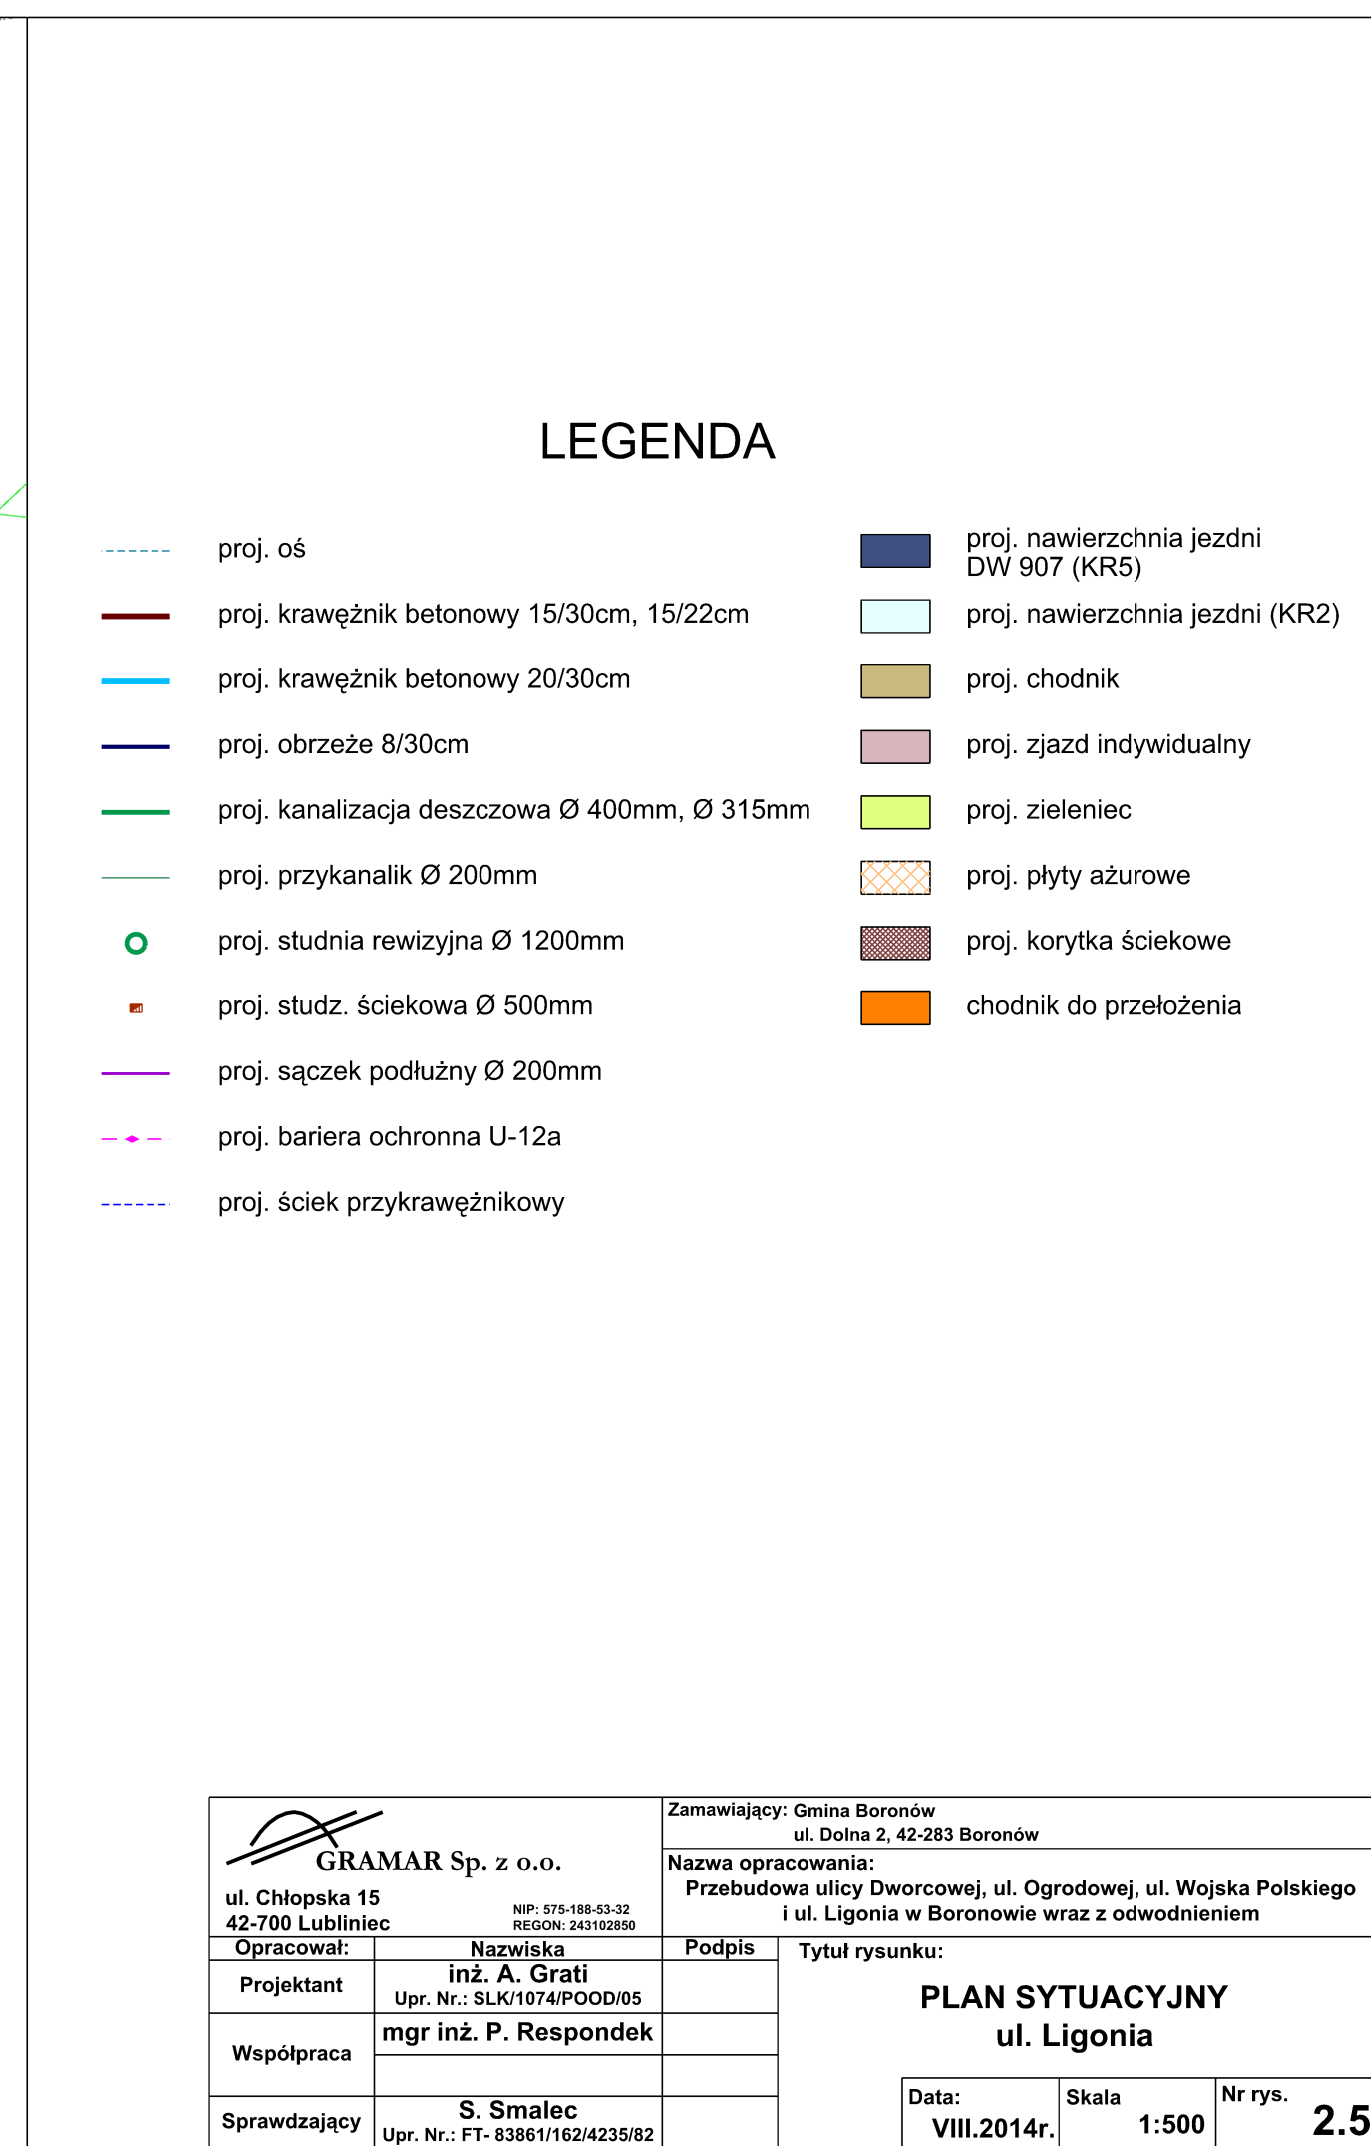 LEGENDA
proj. oś
proj. krawężnik betonowy 15/30cm, 15/22cm
proj. krawężnik betonowy 20/30cm
proj. obrzeże 8/30cm
proj. kanalizacja deszczowa Ø 400mm, Ø 315mm
proj. przykanalik Ø 200mm
proj. studnia rewizyjna Ø 1200mm
proj. studz. ściekowa Ø 500mm
proj. sączek podłużny Ø 200mm
proj. bariera ochronna U-12a
proj. ściek przykrawężnikowy
proj. nawierzchnia jezdni
DW 907 (KR5)
proj. nawierzchnia jezdni (KR2)
proj. chodnik
proj. zjazd indywidualny
proj. zieleniec
proj. płyty ażurowe
proj. korytka ściekowe
chodnik do przełożenia
GRAMAR Sp. z o.o.
ul. Chłopska 15
42-700 Lubliniec
NIP: 575-188-53-32
REGON: 243102850
Zamawiający: Gmina Boronów
ul. Dolna 2, 42-283 Boronów
Nazwa opracowania:
Przebudowa ulicy Dworcowej, ul. Ogrodowej, ul. Wojska Polskiego
i ul. Ligonia w Boronowie wraz z odwodnieniem
Opracował: Nazwiska Podpis
Projektant
inż. A. Grati
Upr. Nr.: SLK/1074/POOD/05
Współpraca
mgr inż. P. Respondek
Sprawdzający
S. Smalec
Upr. Nr.: FT- 83861/162/4235/82
Tytuł rysunku:
PLAN SYTUACYJNY
ul. Ligonia
Data:
VIII.2014r.
Skala
1:500
Nr rys.
2.5